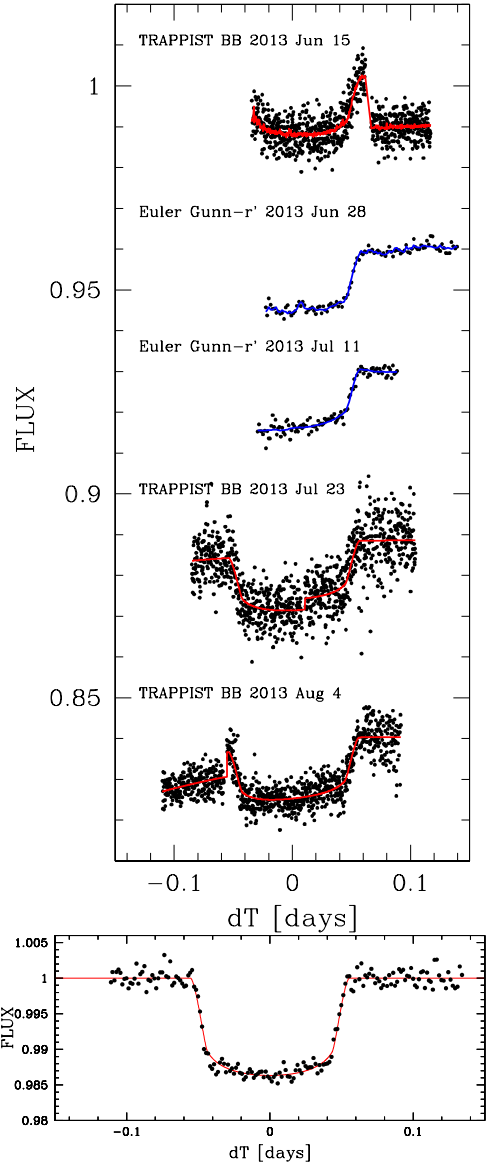 TRAPPIST BB 2013 Jun 15
1
Euler Gunn-r' 2013 Jun 28
0.95
Euler Gunn-r' 2013 Jul 11
FLUX
0.9
TRAPPIST BB 2013 Jul 23
0.85
TRAPPIST BB 2013 Aug 4
−0.1 0 0.1
dT [days]
1.005
1
0.995
FLUX
0.99
0.985
0.98
-0.1 0 0.1
dT [days]